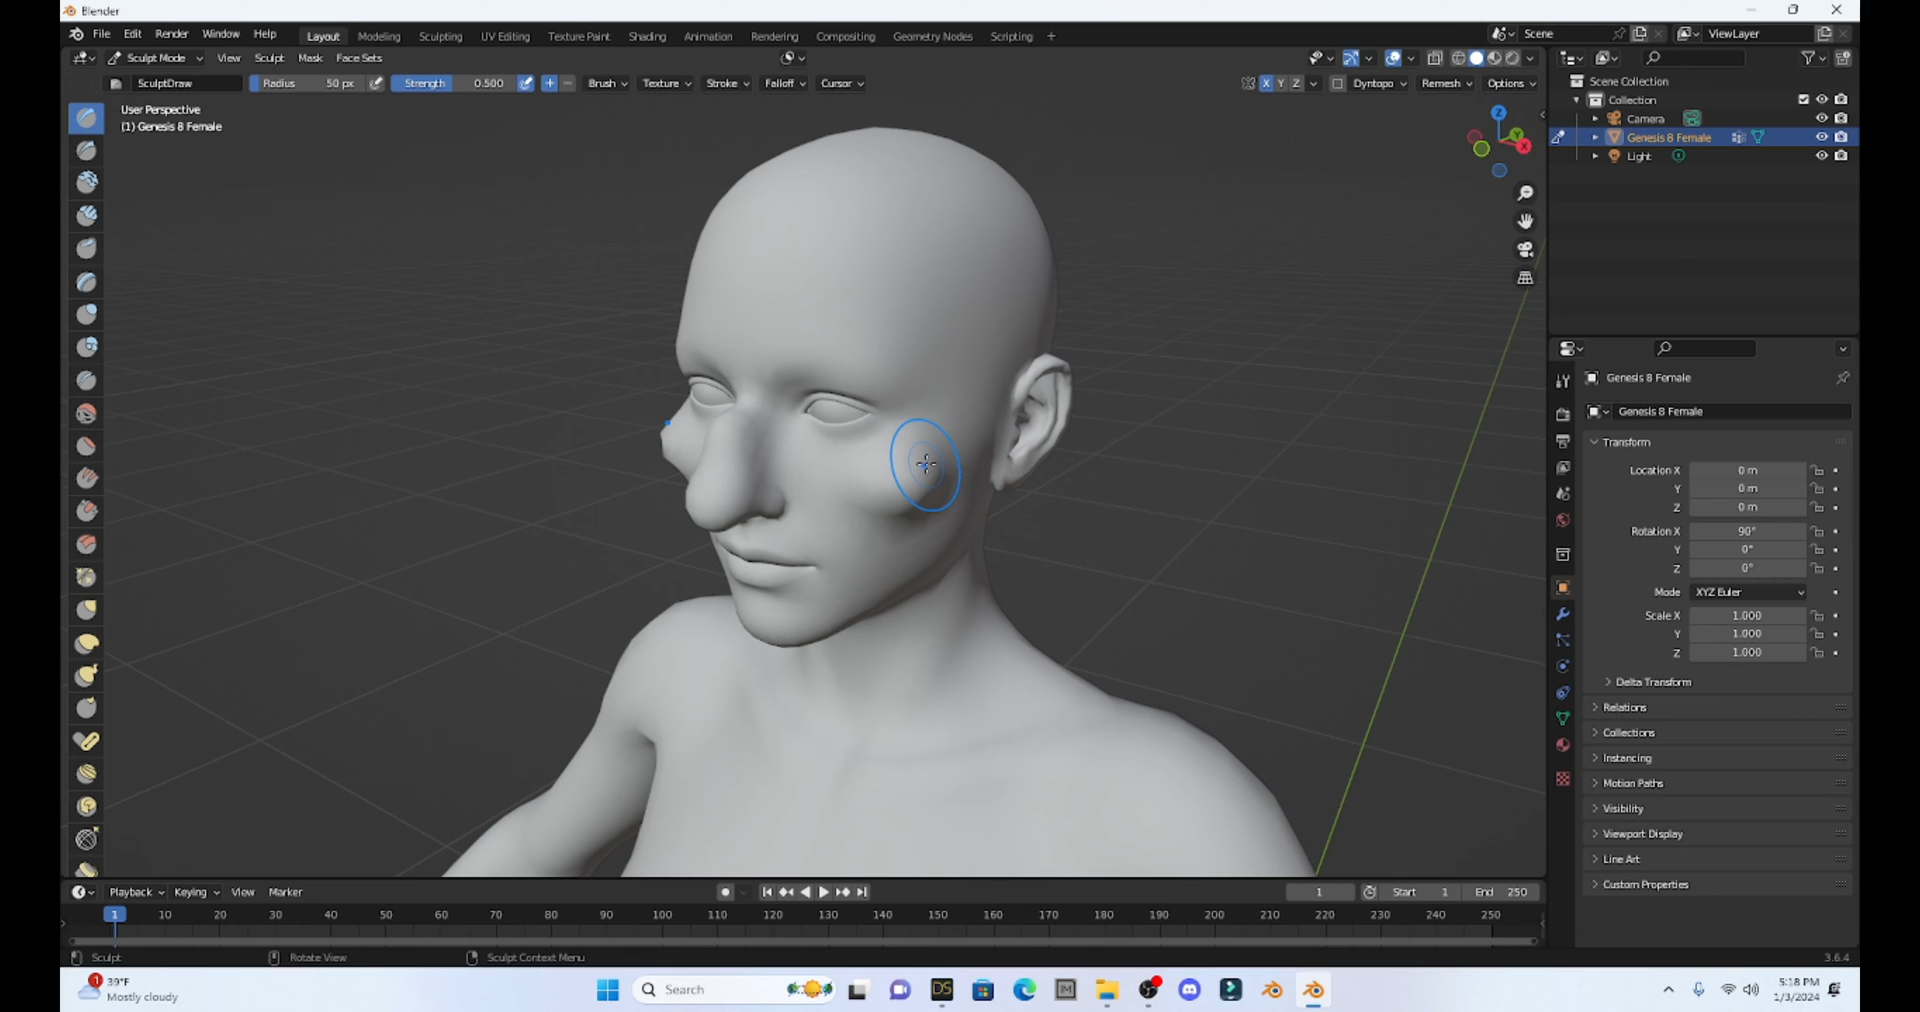 Blender
File Edit Render Window Help Layout Modeling Sculpting UV Editing Texture Paint Shading Animation Rendering Compositing Geometry Nodes Scripting + Scene ViewLayer
Sculpt Mode View Sculpt Mask Face Sets
SculptDraw Radius 50 px Strength 0.500 Brush Texture Stroke Falloff Cursor X Y Z Dyntopo Remesh Options
User Perspective
(1) Genesis 8 Female
Z
Y
X
Scene Collection
Collection
Camera
Genesis 8 Female
Light
Genesis 8 Female
Genesis 8 Female
Transform
Location X 0 m
Y 0 m
Z 0 m
Rotation X 90°
Y 0°
Z 0°
Mode XYZ Euler
Scale X 1.000
Y 1.000
Z 1.000
Delta Transform
Relations
Collections
Instancing
Motion Paths
Visibility
Viewport Display
Line Art
Custom Properties
Playback Keying View Marker 1 Start 1 End 250
1 10 20 30 40 50 60 70 80 90 100 110 120 130 140 150 160 170 180 190 200 210 220 230 240 250
Sculpt Rotate View Sculpt Context Menu 3.6.4
1 39°F
Mostly cloudy
Search
DS
5:18 PM
1/3/2024